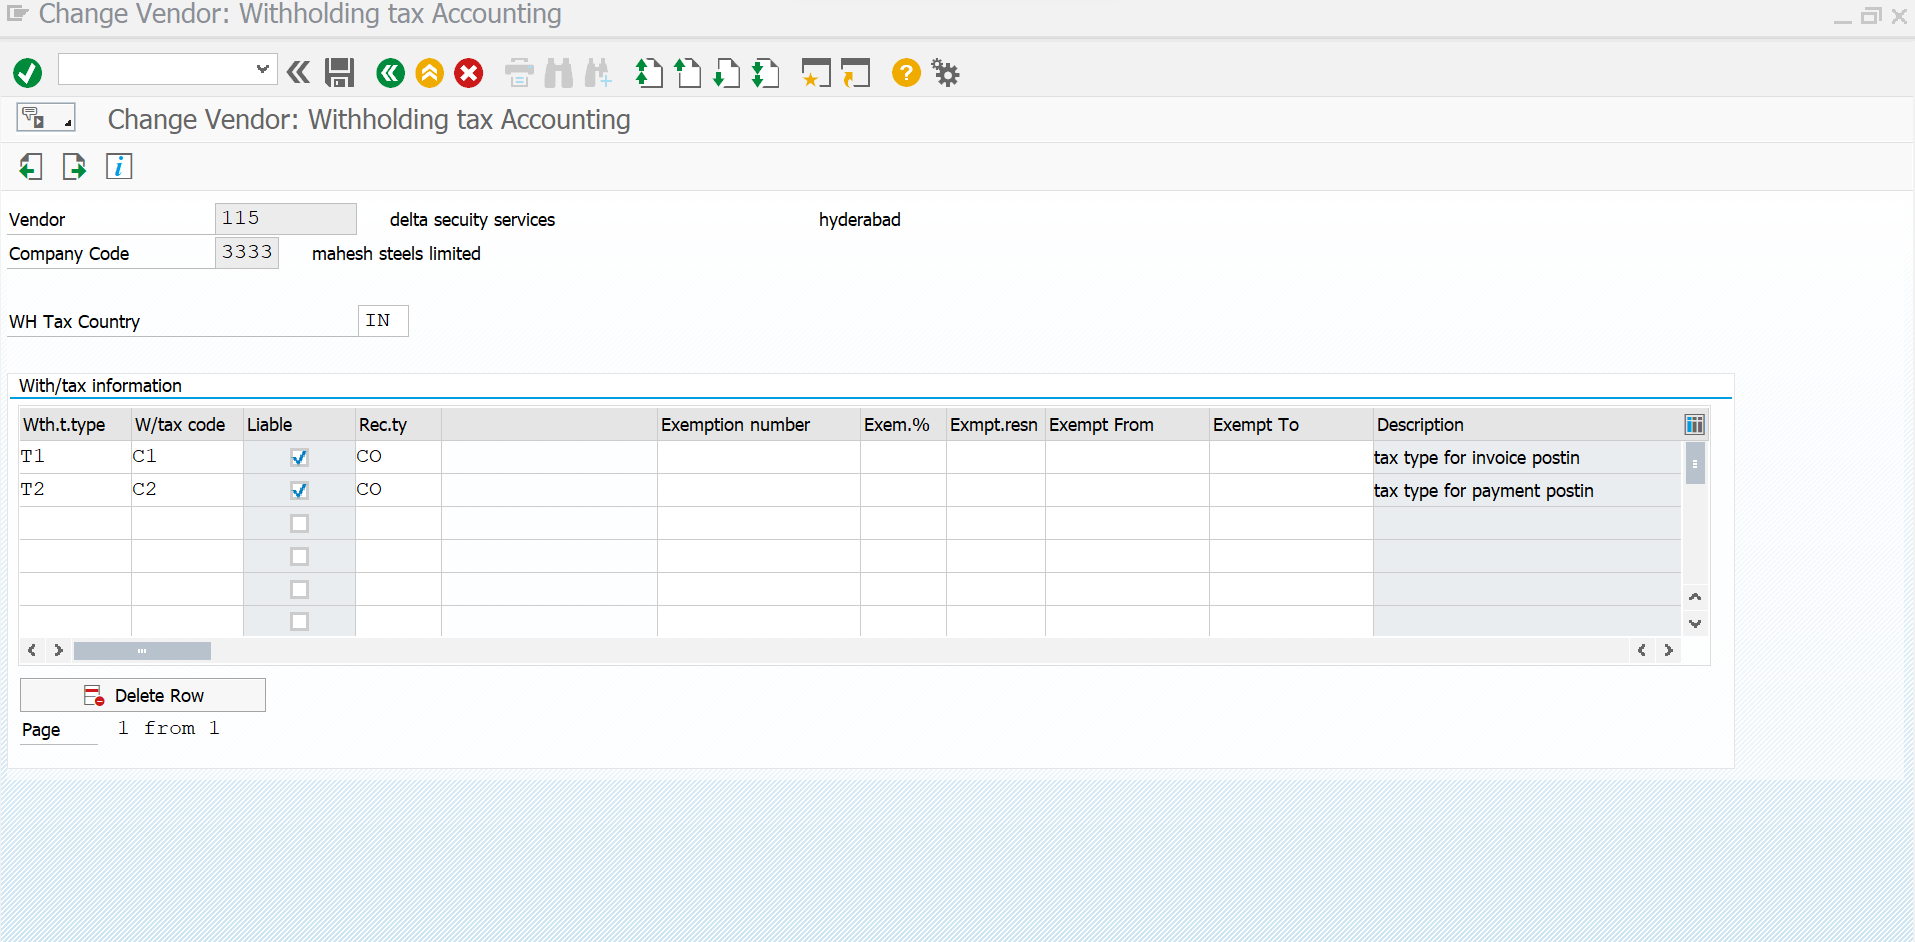 Change Vendor: Withholding tax Accounting
Change Vendor: Withholding tax Accounting
Vendor 115 delta secuity services hyderabad
Company Code 3333 mahesh steels limited
WH Tax Country IN
With/tax information
Wth.t.type W/tax code Liable Rec.ty Exemption number Exem.% Exmpt.resn Exempt From Exempt To Description
T1 C1 CO tax type for invoice postin
T2 C2 CO tax type for payment postin
Delete Row
Page 1 from 1